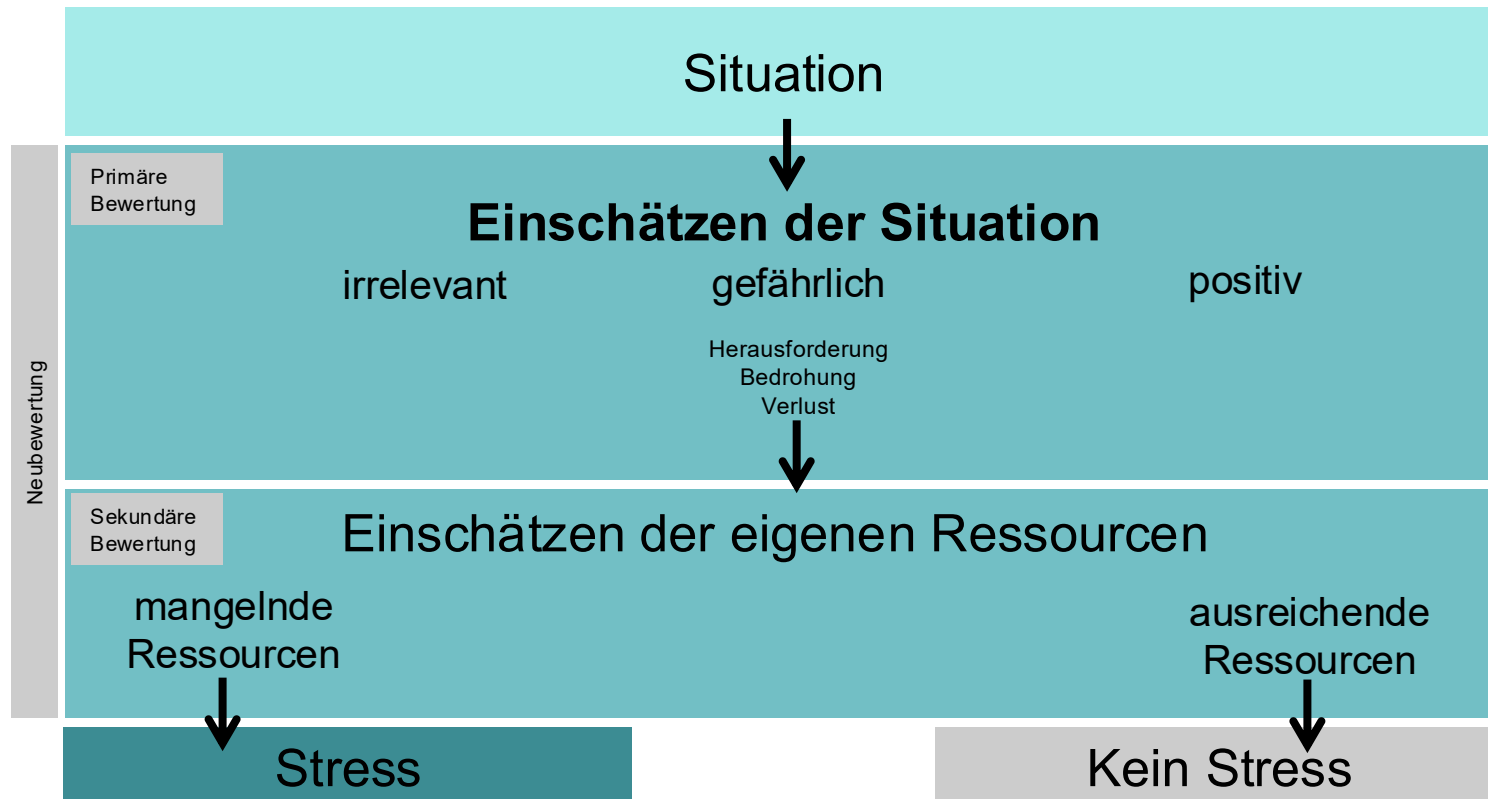 Situation
Primäre
Bewertung
Einschätzen der Situation
irrelevant
gefährlich
positiv
Herausforderung
Bedrohung
Verlust
Neubewertung
Sekundäre
Bewertung
Einschätzen der eigenen Ressourcen
mangelnde
Ressourcen
ausreichende
Ressourcen
Stress
Kein Stress